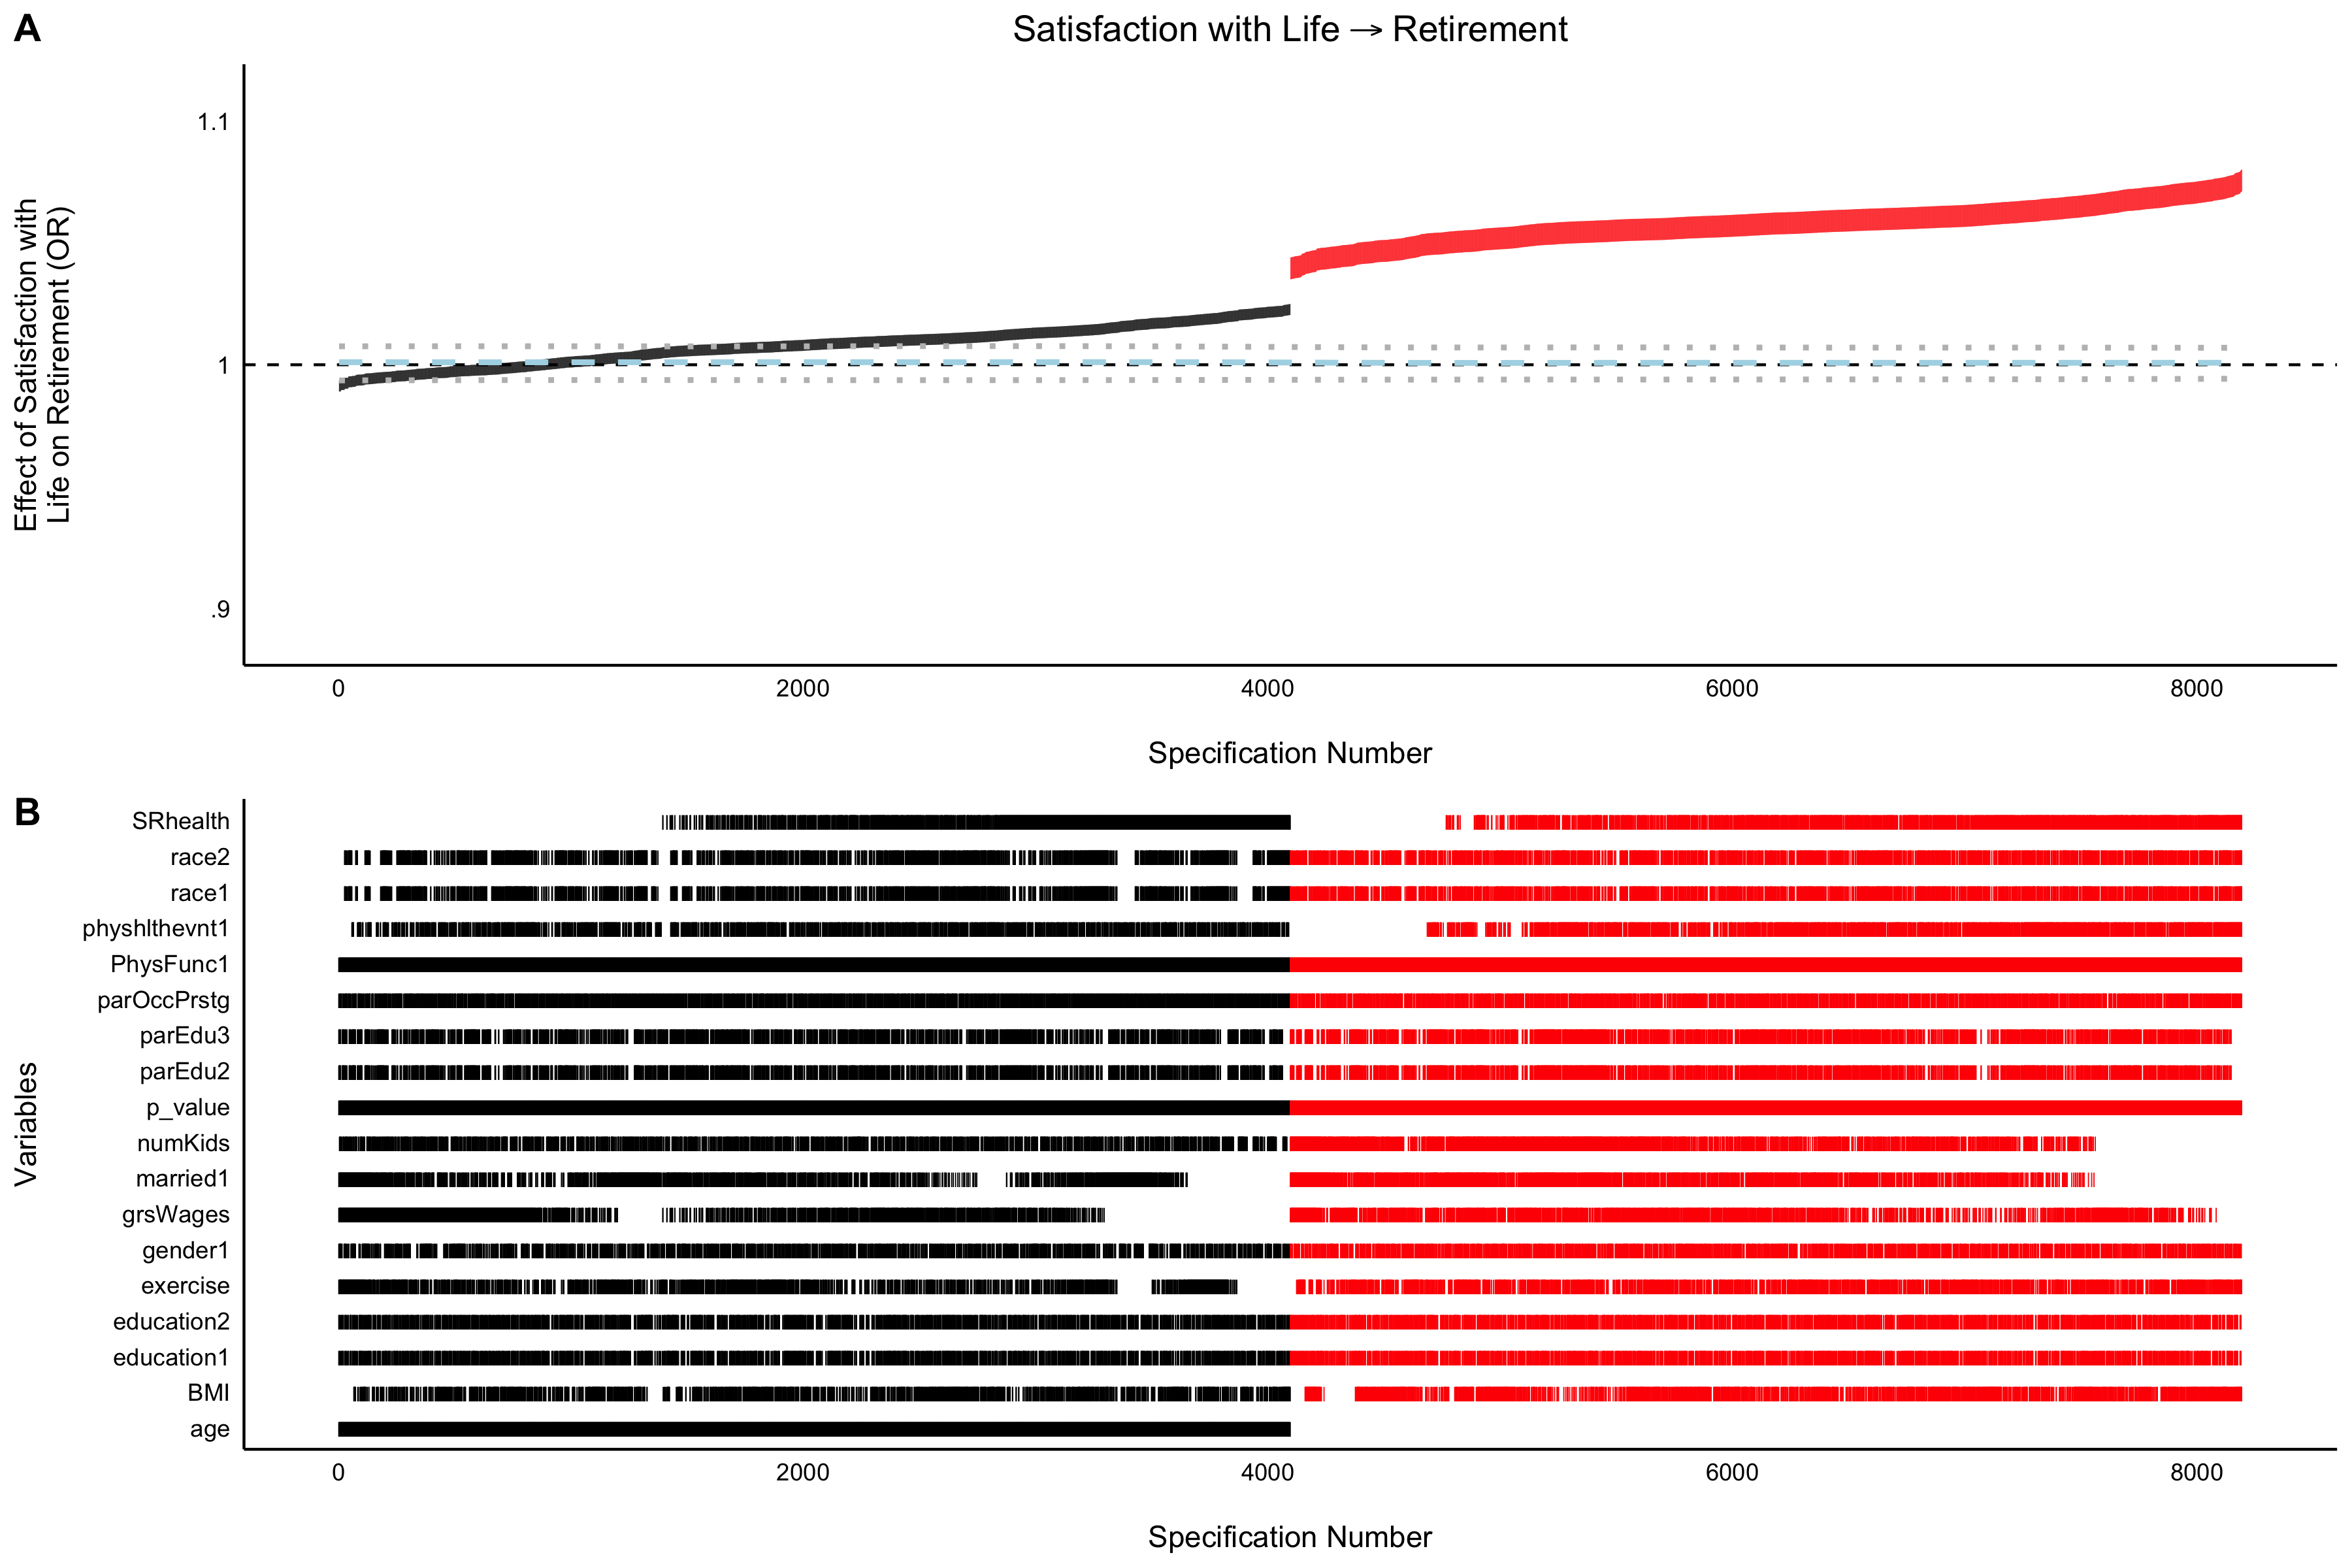 A
Satisfaction with Life → Retirement
Effect of Satisfaction with
Life on Retirement (OR)
1.1
1
.9
0 2000 4000 6000 8000
Specification Number
B
Variables
SRhealth
race2
race1
physhlthevnt1
PhysFunc1
parOccPrstg
parEdu3
parEdu2
p_value
numKids
married1
grsWages
gender1
exercise
education2
education1
BMI
age
0 2000 4000 6000 8000
Specification Number